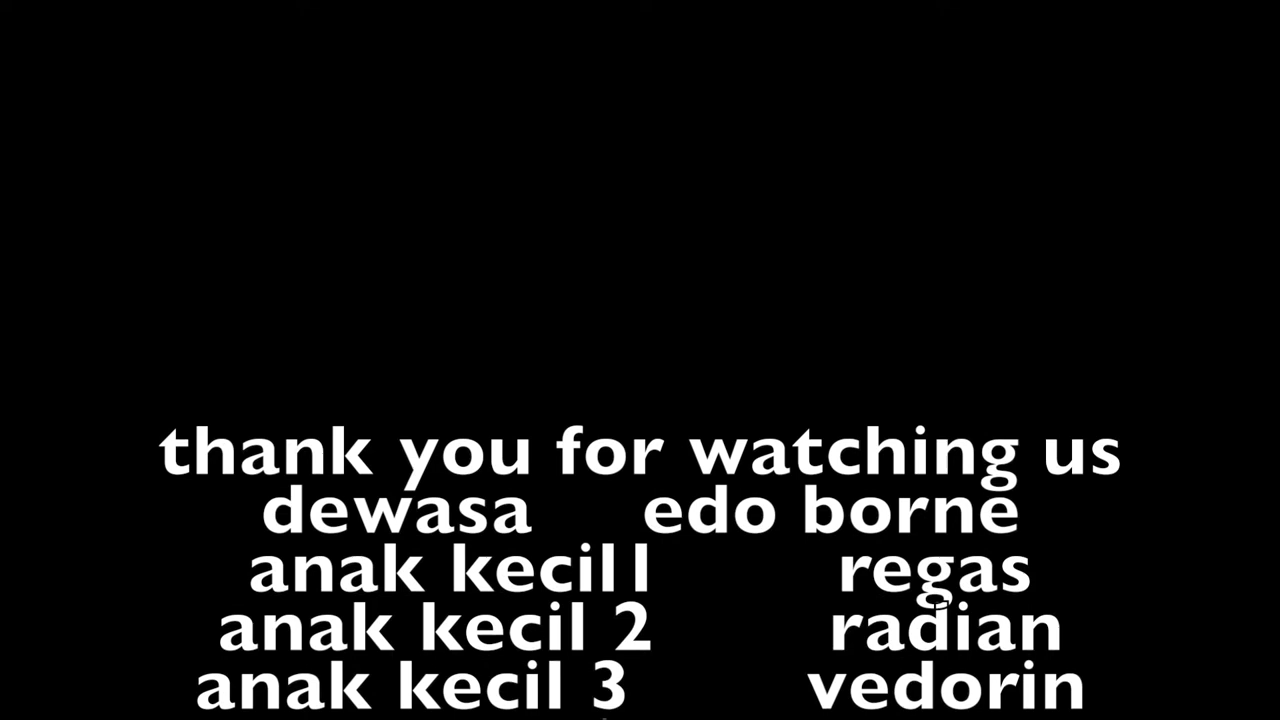 thank you for watching us
dewasa edo borne
anak kecil1 regas
anak kecil 2 radian
anak kecil 3 vedorin